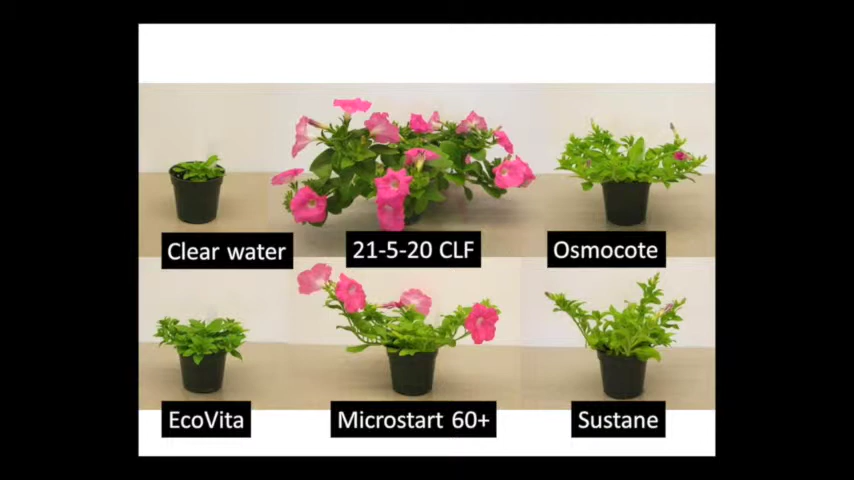 Clear water
21-5-20 CLF
Osmocote
EcoVita
Microstart 60+
Sustane